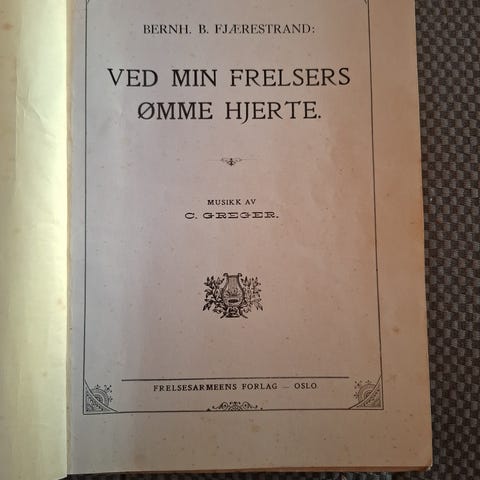 BERNH. B. FJÆRESTRAND:
VED MIN FRELSERS
ØMME HJERTE.
MUSIKK AV
C. GREGER.
FRELSESARMEENS FORLAG — OSLO.